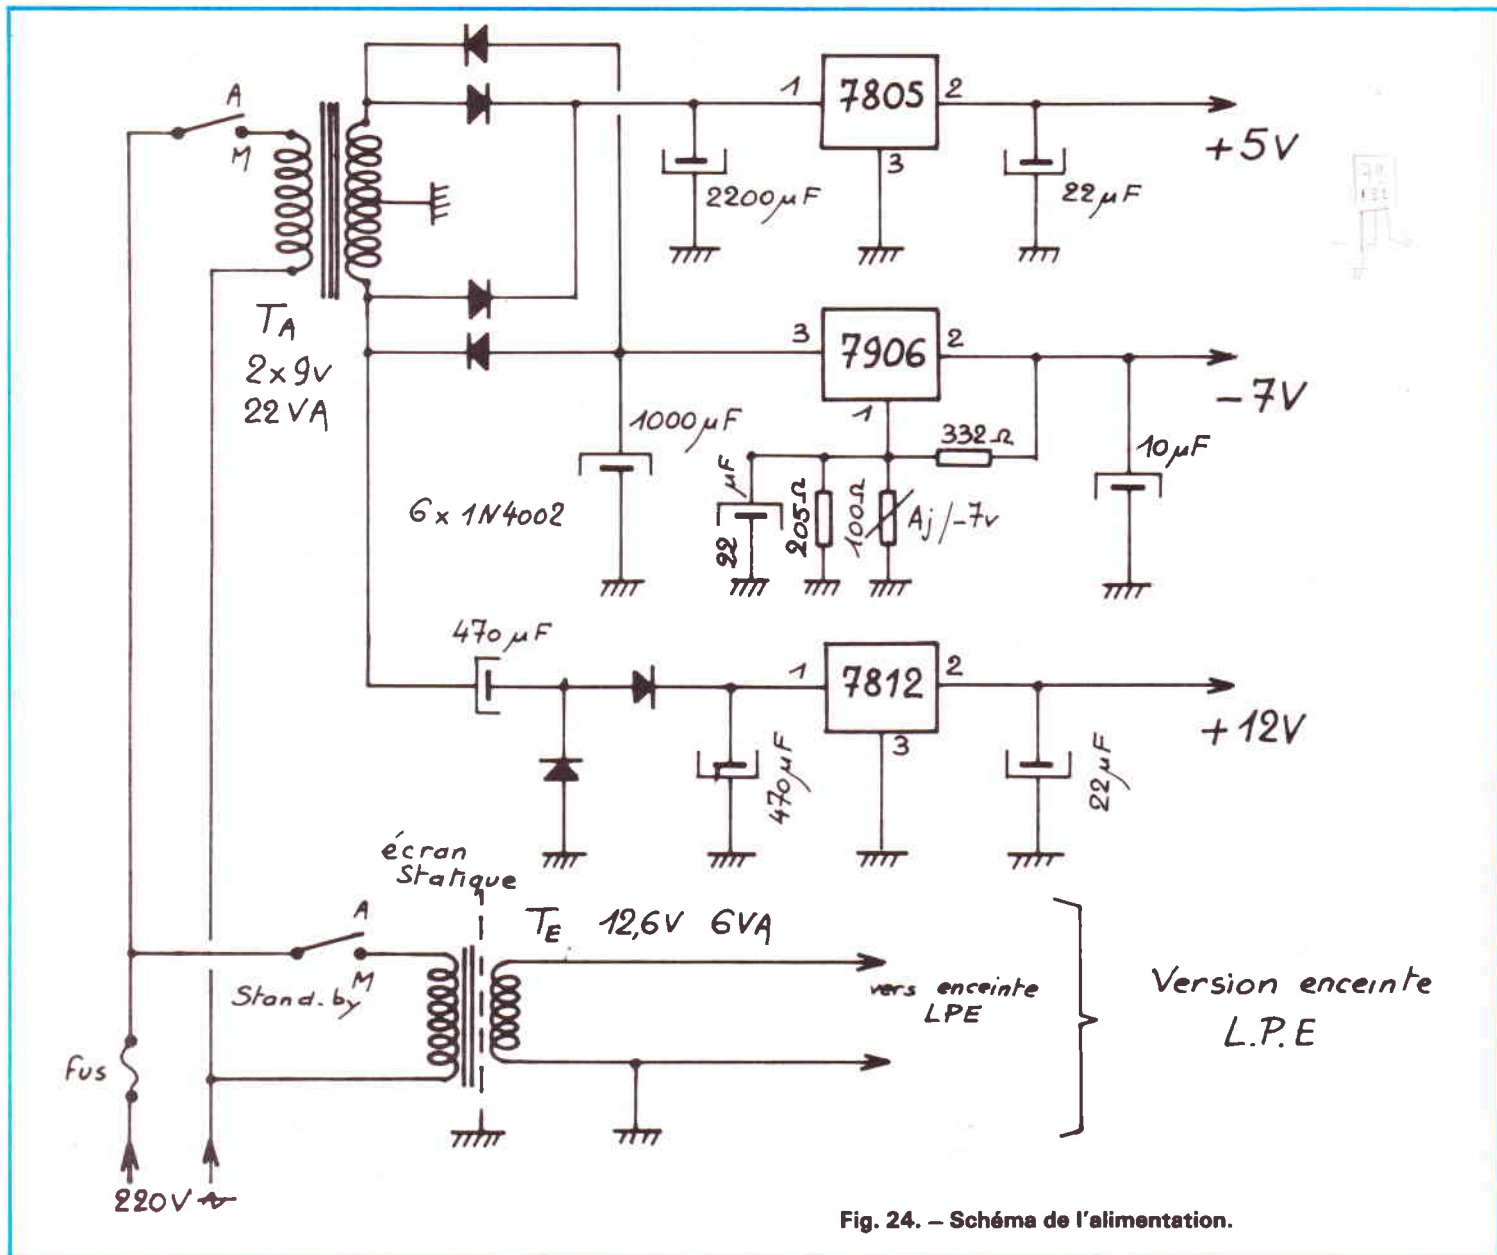 A
M
TA
2x9v
22VA
1
7805
2
3
2200µF
22µF
+5V
3
7906
2
1
-7V
1000µF
6 x 1N4002
22 µF
205Ω
100Ω
Aj/-7v
332Ω
10µF
470µF
1
7812
2
3
470µF
22µF
+12V
écran
Statique
TE 12,6V 6VA
A
M
Stand.by
vers enceinte
LPE
Version enceinte
L.P.E
Fus
220V
Fig. 24. – Schéma de l'alimentation.